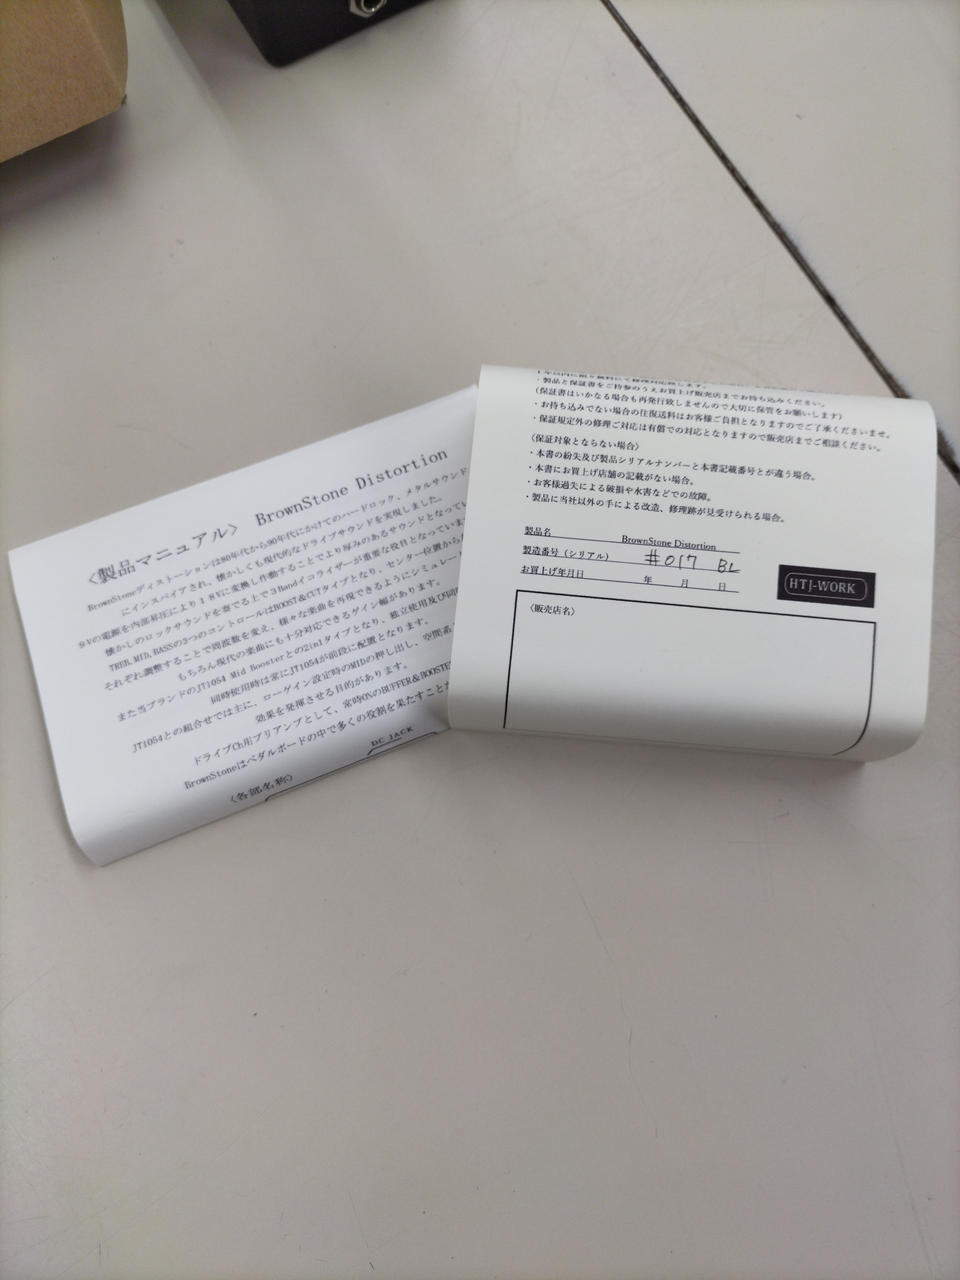 〈製品マニュアル〉 BrownStone Distortion
BrownStoneディストーションは80年代から90年代にかけてのハードロック、メタルサウンド
にインスパイアされ、懐かしくも現代的なドライブサウンドを実現しました。
9Vの電源を内部昇圧により18Vに変換し作動することでより厚みのあるサウンドとなってい
懐かしのロックサウンドを奏でる上で3Bandイコライザーが重要な役目となっていま
TREB,MID,BASSの3つのコントロールはBOOST&CUTタイプとなり、センター位置から
それぞれ調整することで周波数を変え、様々な楽曲を再現できるようにシミュレー
もちろん現代の楽曲にも十分対応できるゲイン幅があります。
また当ブランドのJT1054 Mid Boosterとの2in1タイプとなり、独立使用及び同
同時使用時は常にJT1054が前段に配置となります。
JT1054との組合せでは主に、ローゲイン設定時のMIDの押し出し、空間系
効果を発揮させる目的があります。
ドライブCh用プリアンプとして、常時ONのBUFFER&BOOSTE
BrownStoneはペダルボードの中で多くの役割を果たすこと
〈各部名称〉
DC JACK
・製品と保証書をご持参のうえお買上げ販売店までお持ち込みください。
(保証書はいかなる場合も再発行致しませんので大切に保管をお願いします)
・お持ち込みでない場合の往復送料はお客様ご負担となりますのでご了承くださいませ。
・保証規定外の修理ご対応は有償での対応となりますので販売店までご相談ください。
〈保証対象とならない場合〉
・本書の紛失及び製品シリアルナンバーと本書記載番号とが違う場合。
・本書にお買上げ店舗の記載がない場合。
・お客様過失による破損や水害などでの故障。
・製品に当社以外の手による改造、修理跡が見受けられる場合。
製品名 BrownStone Distortion
製造番号(シリアル) #017 BL
お買上げ年月日 年 月 日
HTJ-WORK
〈販売店名〉